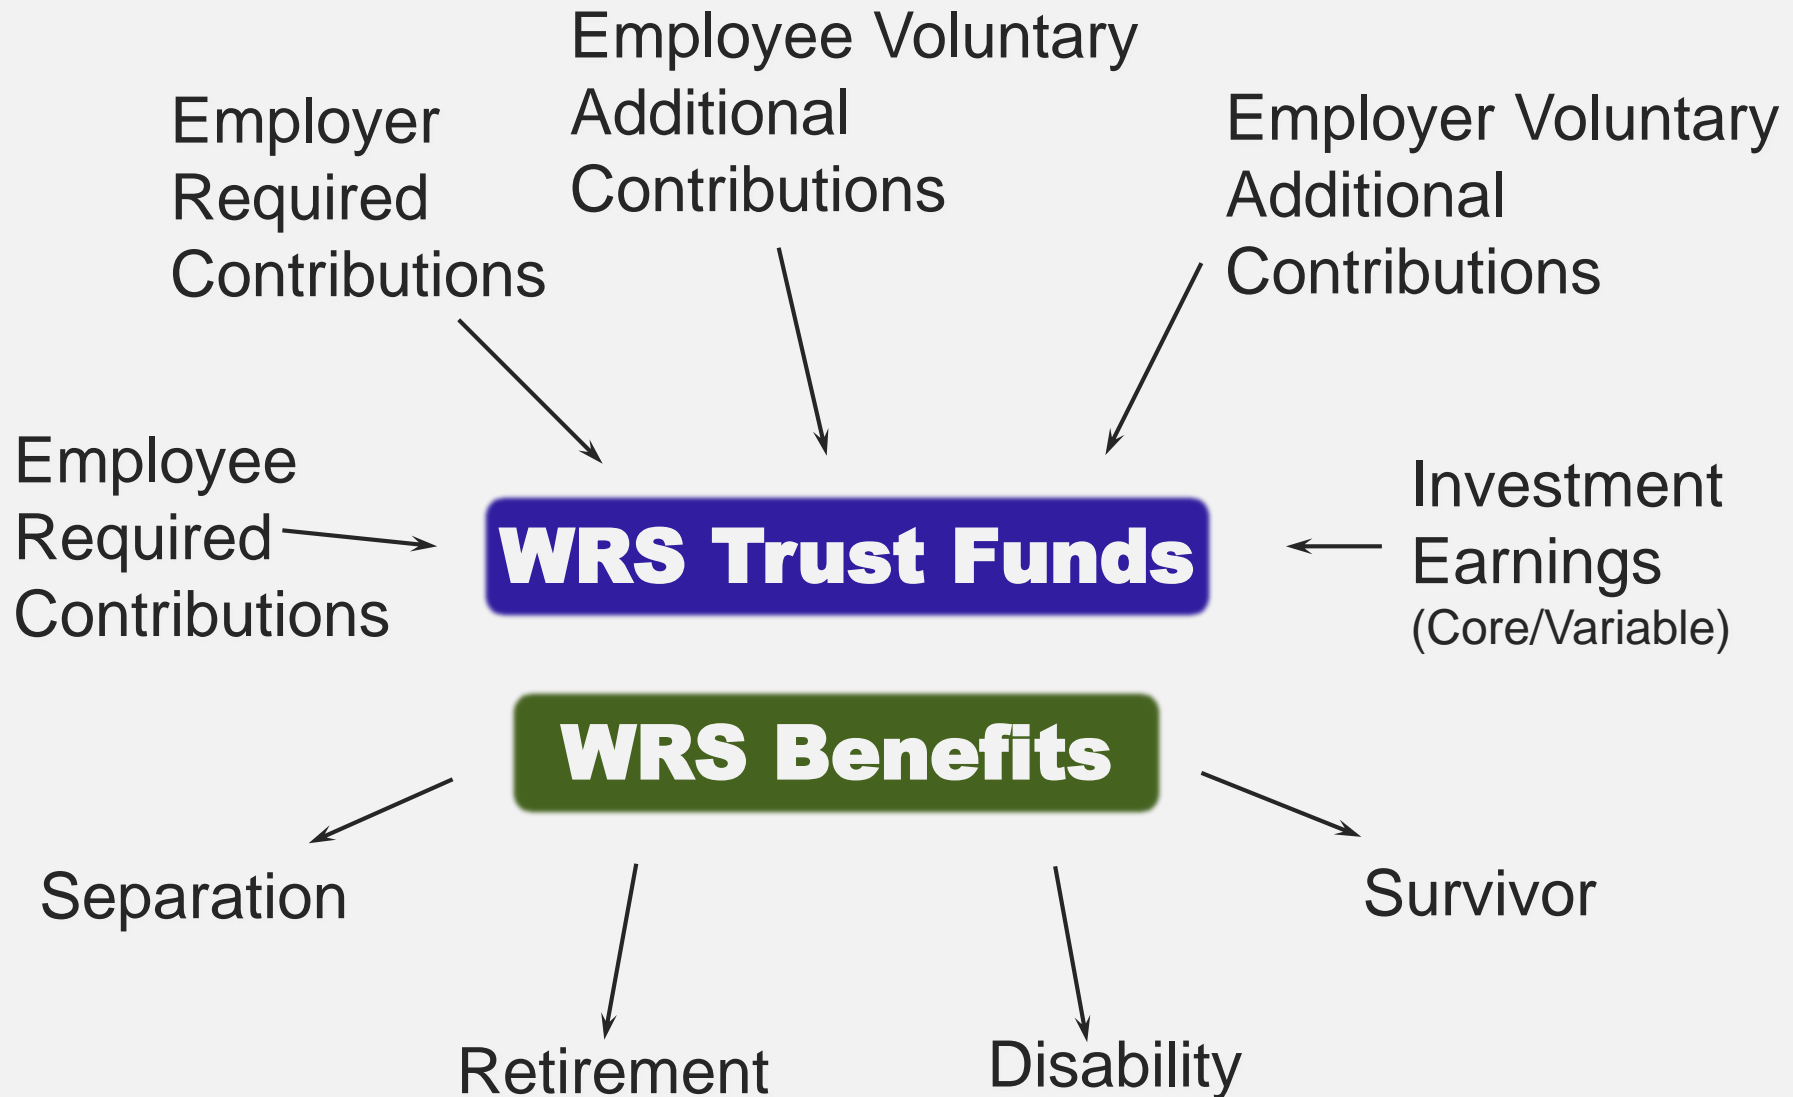 Employee Voluntary
Additional
Contributions
Employer
Required
Contributions
Employer Voluntary
Additional
Contributions
Employee
Required
Contributions
WRS Trust Funds
Investment
Earnings
(Core/Variable)
WRS Benefits
Separation
Survivor
Retirement
Disability